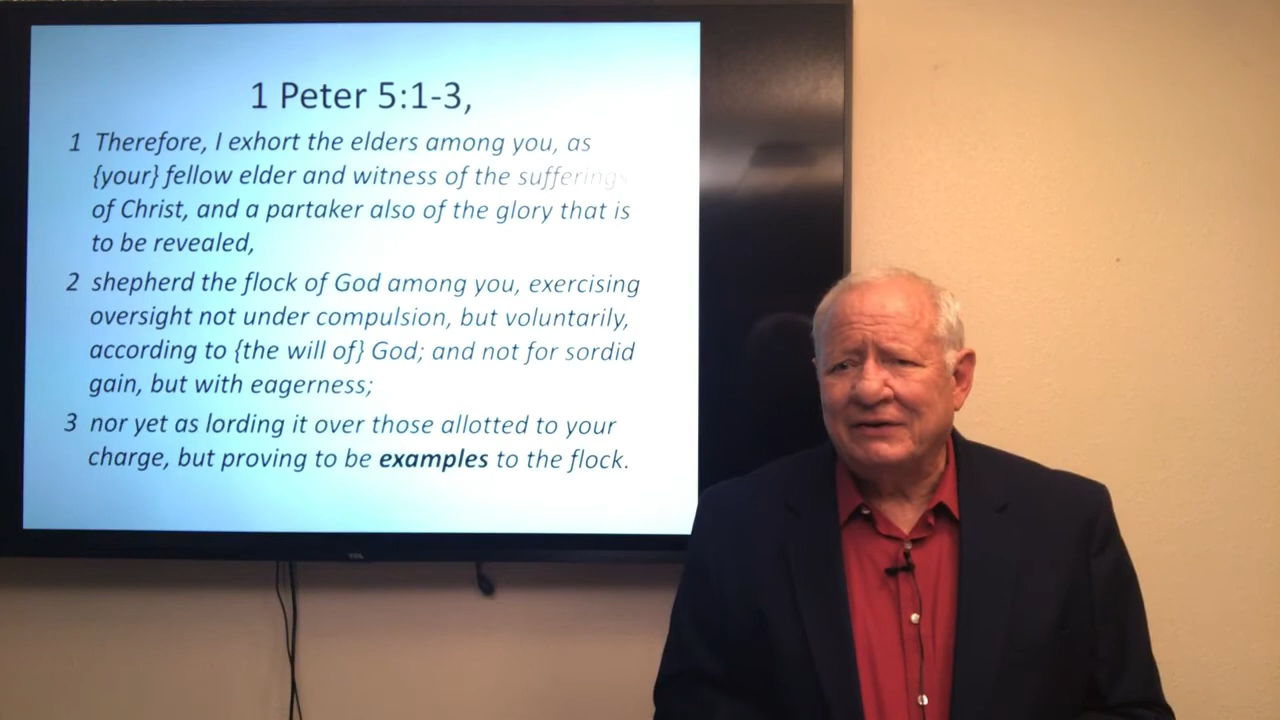 1 Peter 5:1-3,
1 Therefore, I exhort the elders among you, as
{your} fellow elder and witness of the sufferings
of Christ, and a partaker also of the glory that is
to be revealed,
2 shepherd the flock of God among you, exercising
oversight not under compulsion, but voluntarily,
according to {the will of} God; and not for sordid
gain, but with eagerness;
3 nor yet as lording it over those allotted to your
charge, but proving to be examples to the flock.
TCL